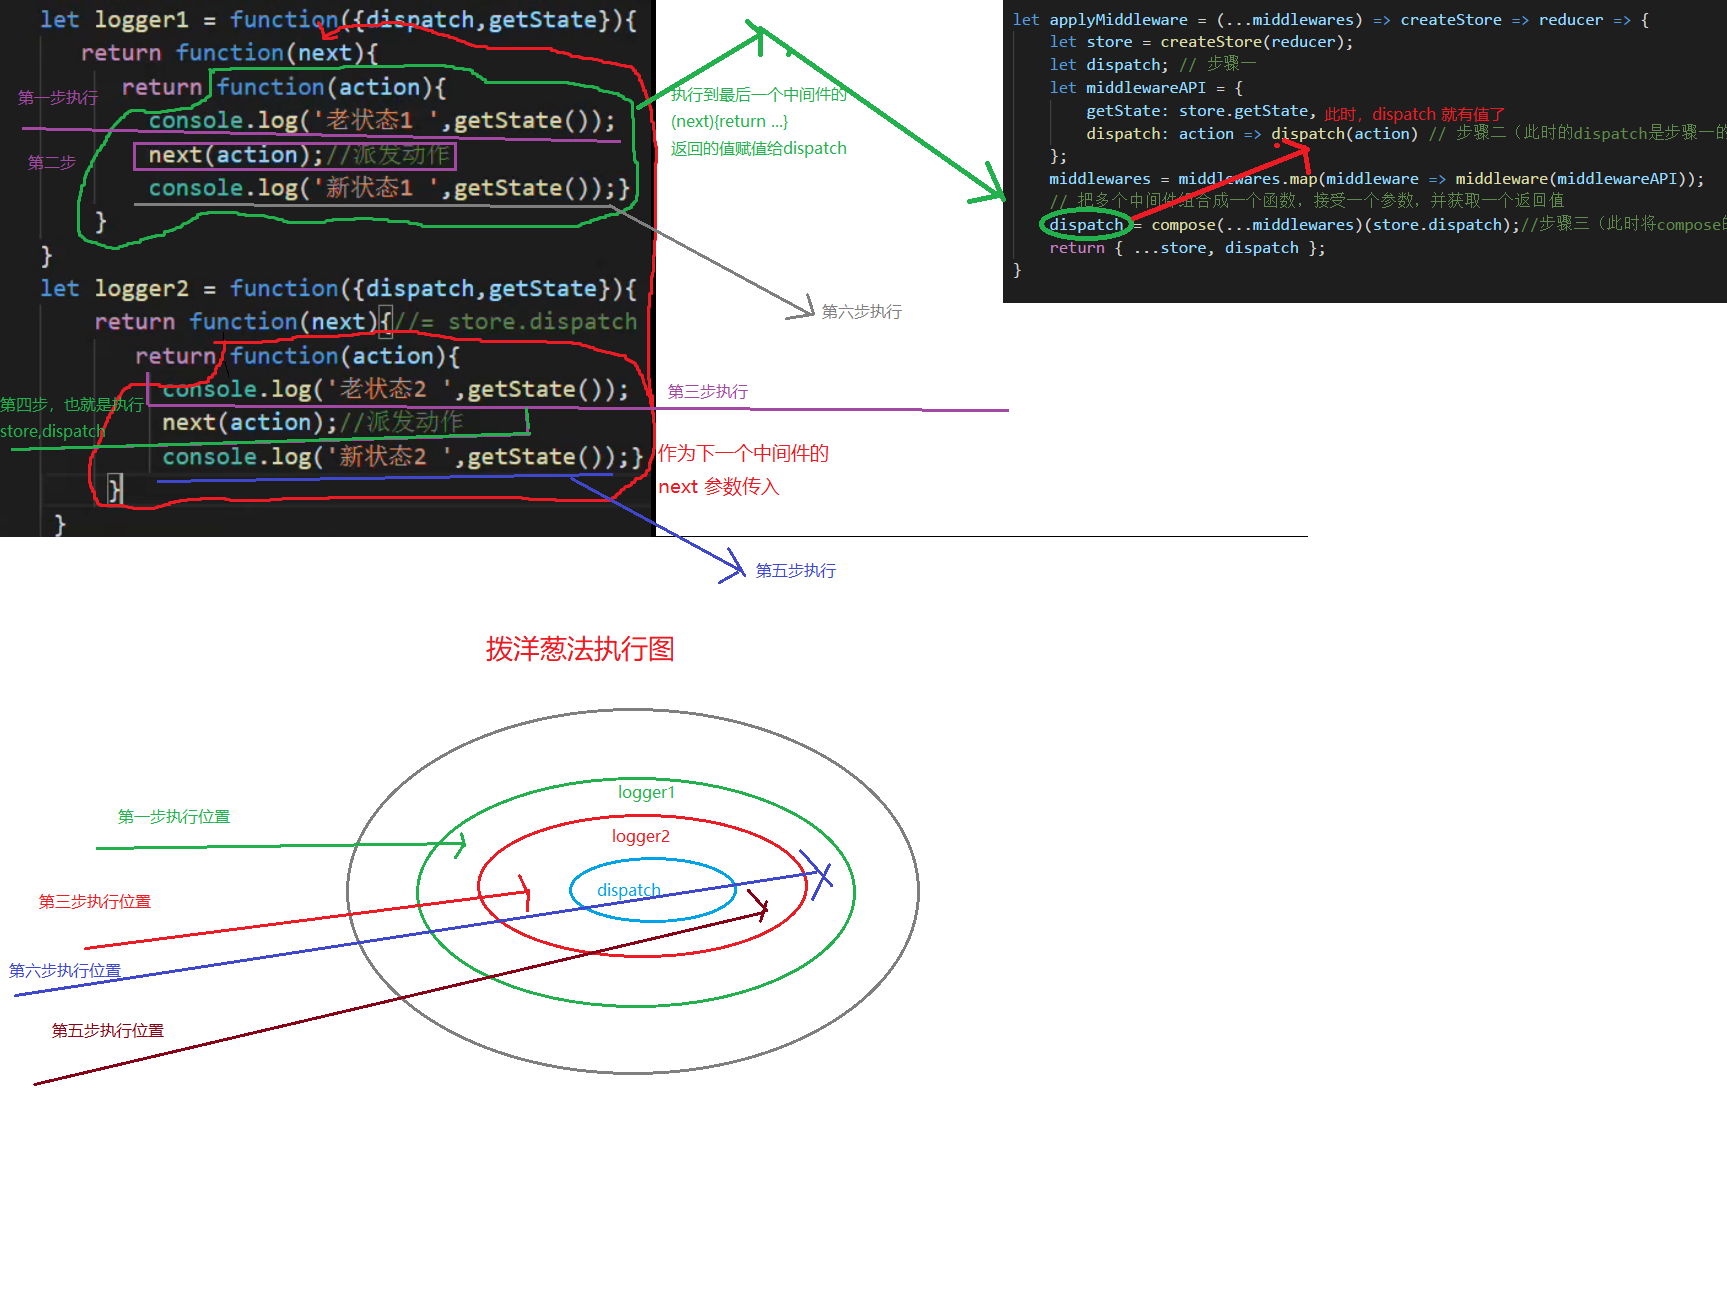 let logger1 = function({dispatch,getState}){
return function(next){
return function(action){
console.log('老状态1 ',getState());
next(action);//派发动作
console.log('新状态1 ',getState());}
}
}
let logger2 = function({dispatch,getState}){
return function(next){//= store.dispatch
return function(action){
console.log('老状态2 ',getState());
next(action);//派发动作
console.log('新状态2 ',getState());}
}
}
第一步执行
第二步
第四步，也就是执行
store,dispatch
执行到最后一个中间件的
(next){return ...}
返回的值赋值给dispatch
第六步执行
第三步执行
作为下一个中间件的
next 参数传入
第五步执行
let applyMiddleware = (...middlewares) => createStore => reducer => {
let store = createStore(reducer);
let dispatch; // 步骤一
let middlewareAPI = {
getState: store.getState,
此时，dispatch 就有值了
dispatch: action => dispatch(action) // 步骤二（此时的dispatch是步骤一的
};
middlewares = middlewares.map(middleware => middleware(middlewareAPI));
// 把多个中间件组合成一个函数，接受一个参数，并获取一个返回值
dispatch = compose(...middlewares)(store.dispatch);//步骤三（此时将compose的
return { ...store, dispatch };
}
拨洋葱法执行图
logger1
logger2
dispatch
第一步执行位置
第三步执行位置
第六步执行位置
第五步执行位置